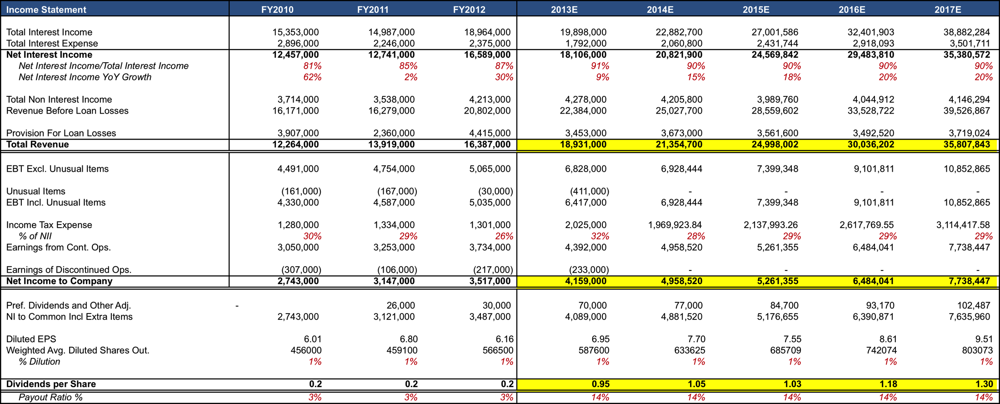 Income Statement FY2010 FY2011 FY2012 2013E 2014E 2015E 2016E 2017E
Total Interest Income 15,353,000 14,987,000 18,964,000 19,898,000 22,882,700 27,001,586 32,401,903 38,882,284
Total Interest Expense 2,896,000 2,246,000 2,375,000 1,792,000 2,060,800 2,431,744 2,918,093 3,501,711
Net Interest Income 12,457,000 12,741,000 16,589,000 18,106,000 20,821,900 24,569,842 29,483,810 35,380,572
Net Interest Income/Total Interest Income 81% 85% 87% 91% 90% 90% 90% 90%
Net Interest Income YoY Growth 62% 2% 30% 9% 15% 18% 20% 20%
Total Non Interest Income 3,714,000 3,538,000 4,213,000 4,278,000 4,205,800 3,989,760 4,044,912 4,146,294
Revenue Before Loan Losses 16,171,000 16,279,000 20,802,000 22,384,000 25,027,700 28,559,602 33,528,722 39,526,867
Provision For Loan Losses 3,907,000 2,360,000 4,415,000 3,453,000 3,673,000 3,561,600 3,492,520 3,719,024
Total Revenue 12,264,000 13,919,000 16,387,000 18,931,000 21,354,700 24,998,002 30,036,202 35,807,843
EBT Excl. Unusual Items 4,491,000 4,754,000 5,065,000 6,828,000 6,928,444 7,399,348 9,101,811 10,852,865
Unusual Items (161,000) (167,000) (30,000) (411,000) - - - -
EBT Incl. Unusual Items 4,330,000 4,587,000 5,035,000 6,417,000 6,928,444 7,399,348 9,101,811 10,852,865
Income Tax Expense 1,280,000 1,334,000 1,301,000 2,025,000 1,969,923.84 2,137,993.26 2,617,769.55 3,114,417.58
% of NII 30% 29% 26% 32% 28% 29% 29% 29%
Earnings from Cont. Ops. 3,050,000 3,253,000 3,734,000 4,392,000 4,958,520 5,261,355 6,484,041 7,738,447
Earnings of Discontinued Ops. (307,000) (106,000) (217,000) (233,000) - - - -
Net Income to Company 2,743,000 3,147,000 3,517,000 4,159,000 4,958,520 5,261,355 6,484,041 7,738,447
Pref. Dividends and Other Adj. - 26,000 30,000 70,000 77,000 84,700 93,170 102,487
NI to Common Incl Extra Items 2,743,000 3,121,000 3,487,000 4,089,000 4,881,520 5,176,655 6,390,871 7,635,960
Diluted EPS 6.01 6.80 6.16 6.95 7.70 7.55 8.61 9.51
Weighted Avg. Diluted Shares Out. 456000 459100 566500 587600 633625 685709 742074 803073
% Dilution 1% 1% 1% 1% 1% 1% 1% 1%
Dividends per Share 0.2 0.2 0.2 0.95 1.05 1.03 1.18 1.30
Payout Ratio % 3% 3% 3% 14% 14% 14% 14% 14%